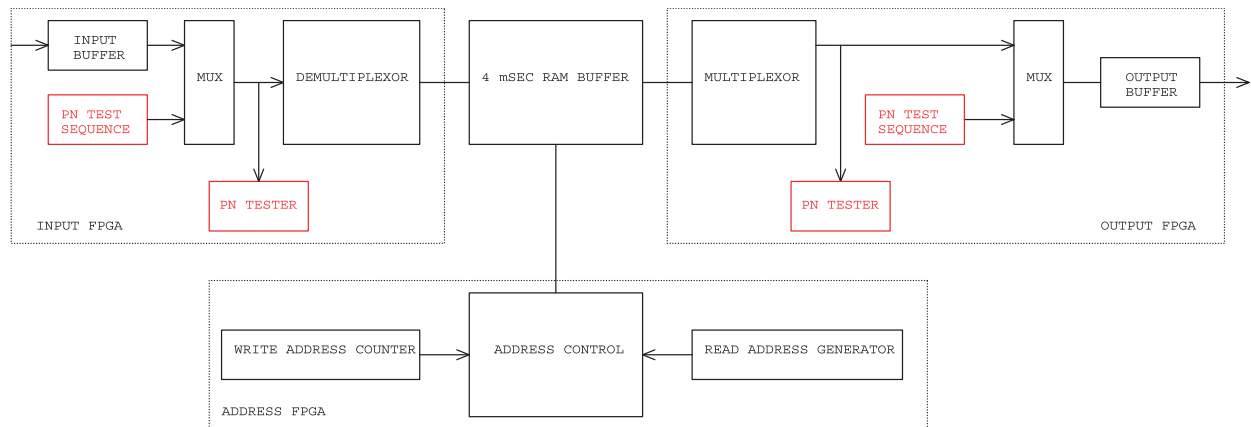 INPUT
BUFFER
PN TEST
SEQUENCE
MUX
DEMULTIPLEXOR
PN TESTER
INPUT FPGA
4 mSEC RAM BUFFER
MULTIPLEXOR
PN TEST
SEQUENCE
MUX
OUTPUT
BUFFER
PN TESTER
OUTPUT FPGA
WRITE ADDRESS COUNTER
ADDRESS CONTROL
READ ADDRESS GENERATOR
ADDRESS FPGA